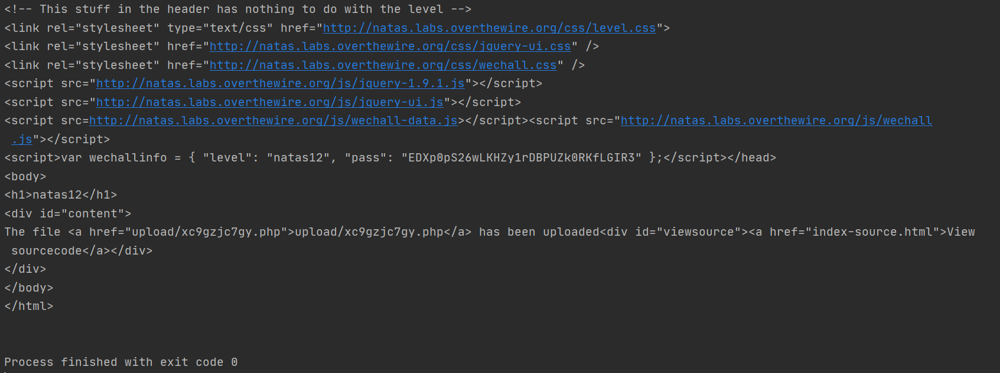 <!-- This stuff in the header has nothing to do with the level -->
<link rel="stylesheet" type="text/css" href="http://natas.labs.overthewire.org/css/level.css">
<link rel="stylesheet" href="http://natas.labs.overthewire.org/css/jquery-ui.css" />
<link rel="stylesheet" href="http://natas.labs.overthewire.org/css/wechall.css" />
<script src="http://natas.labs.overthewire.org/js/jquery-1.9.1.js"></script>
<script src="http://natas.labs.overthewire.org/js/jquery-ui.js"></script>
<script src=http://natas.labs.overthewire.org/js/wechall-data.js></script><script src="http://natas.labs.overthewire.org/js/wechall
.js"></script>
<script>var wechallinfo = { "level": "natas12", "pass": "EDXp0pS26wLKHZy1rDBPUZk0RKfLGIR3" };</script></head>
<body>
<h1>natas12</h1>
<div id="content">
The file <a href="upload/xc9gzjc7gy.php">upload/xc9gzjc7gy.php</a> has been uploaded<div id="viewsource"><a href="index-source.html">View
sourcecode</a></div>
</div>
</body>
</html>
Process finished with exit code 0